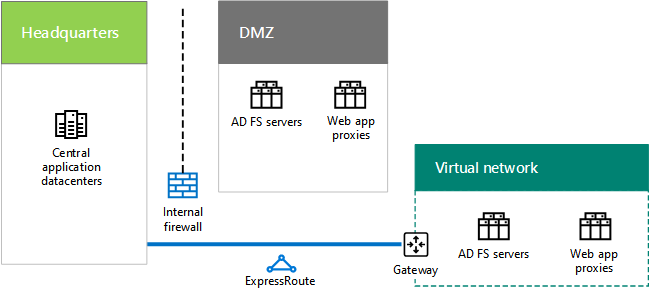 Headquarters
DMZ
AD FS servers
Web app
proxies
Central
application
datacenters
Virtual network
Internal
firewall
AD FS servers
Web app
proxies
Gateway
ExpressRoute